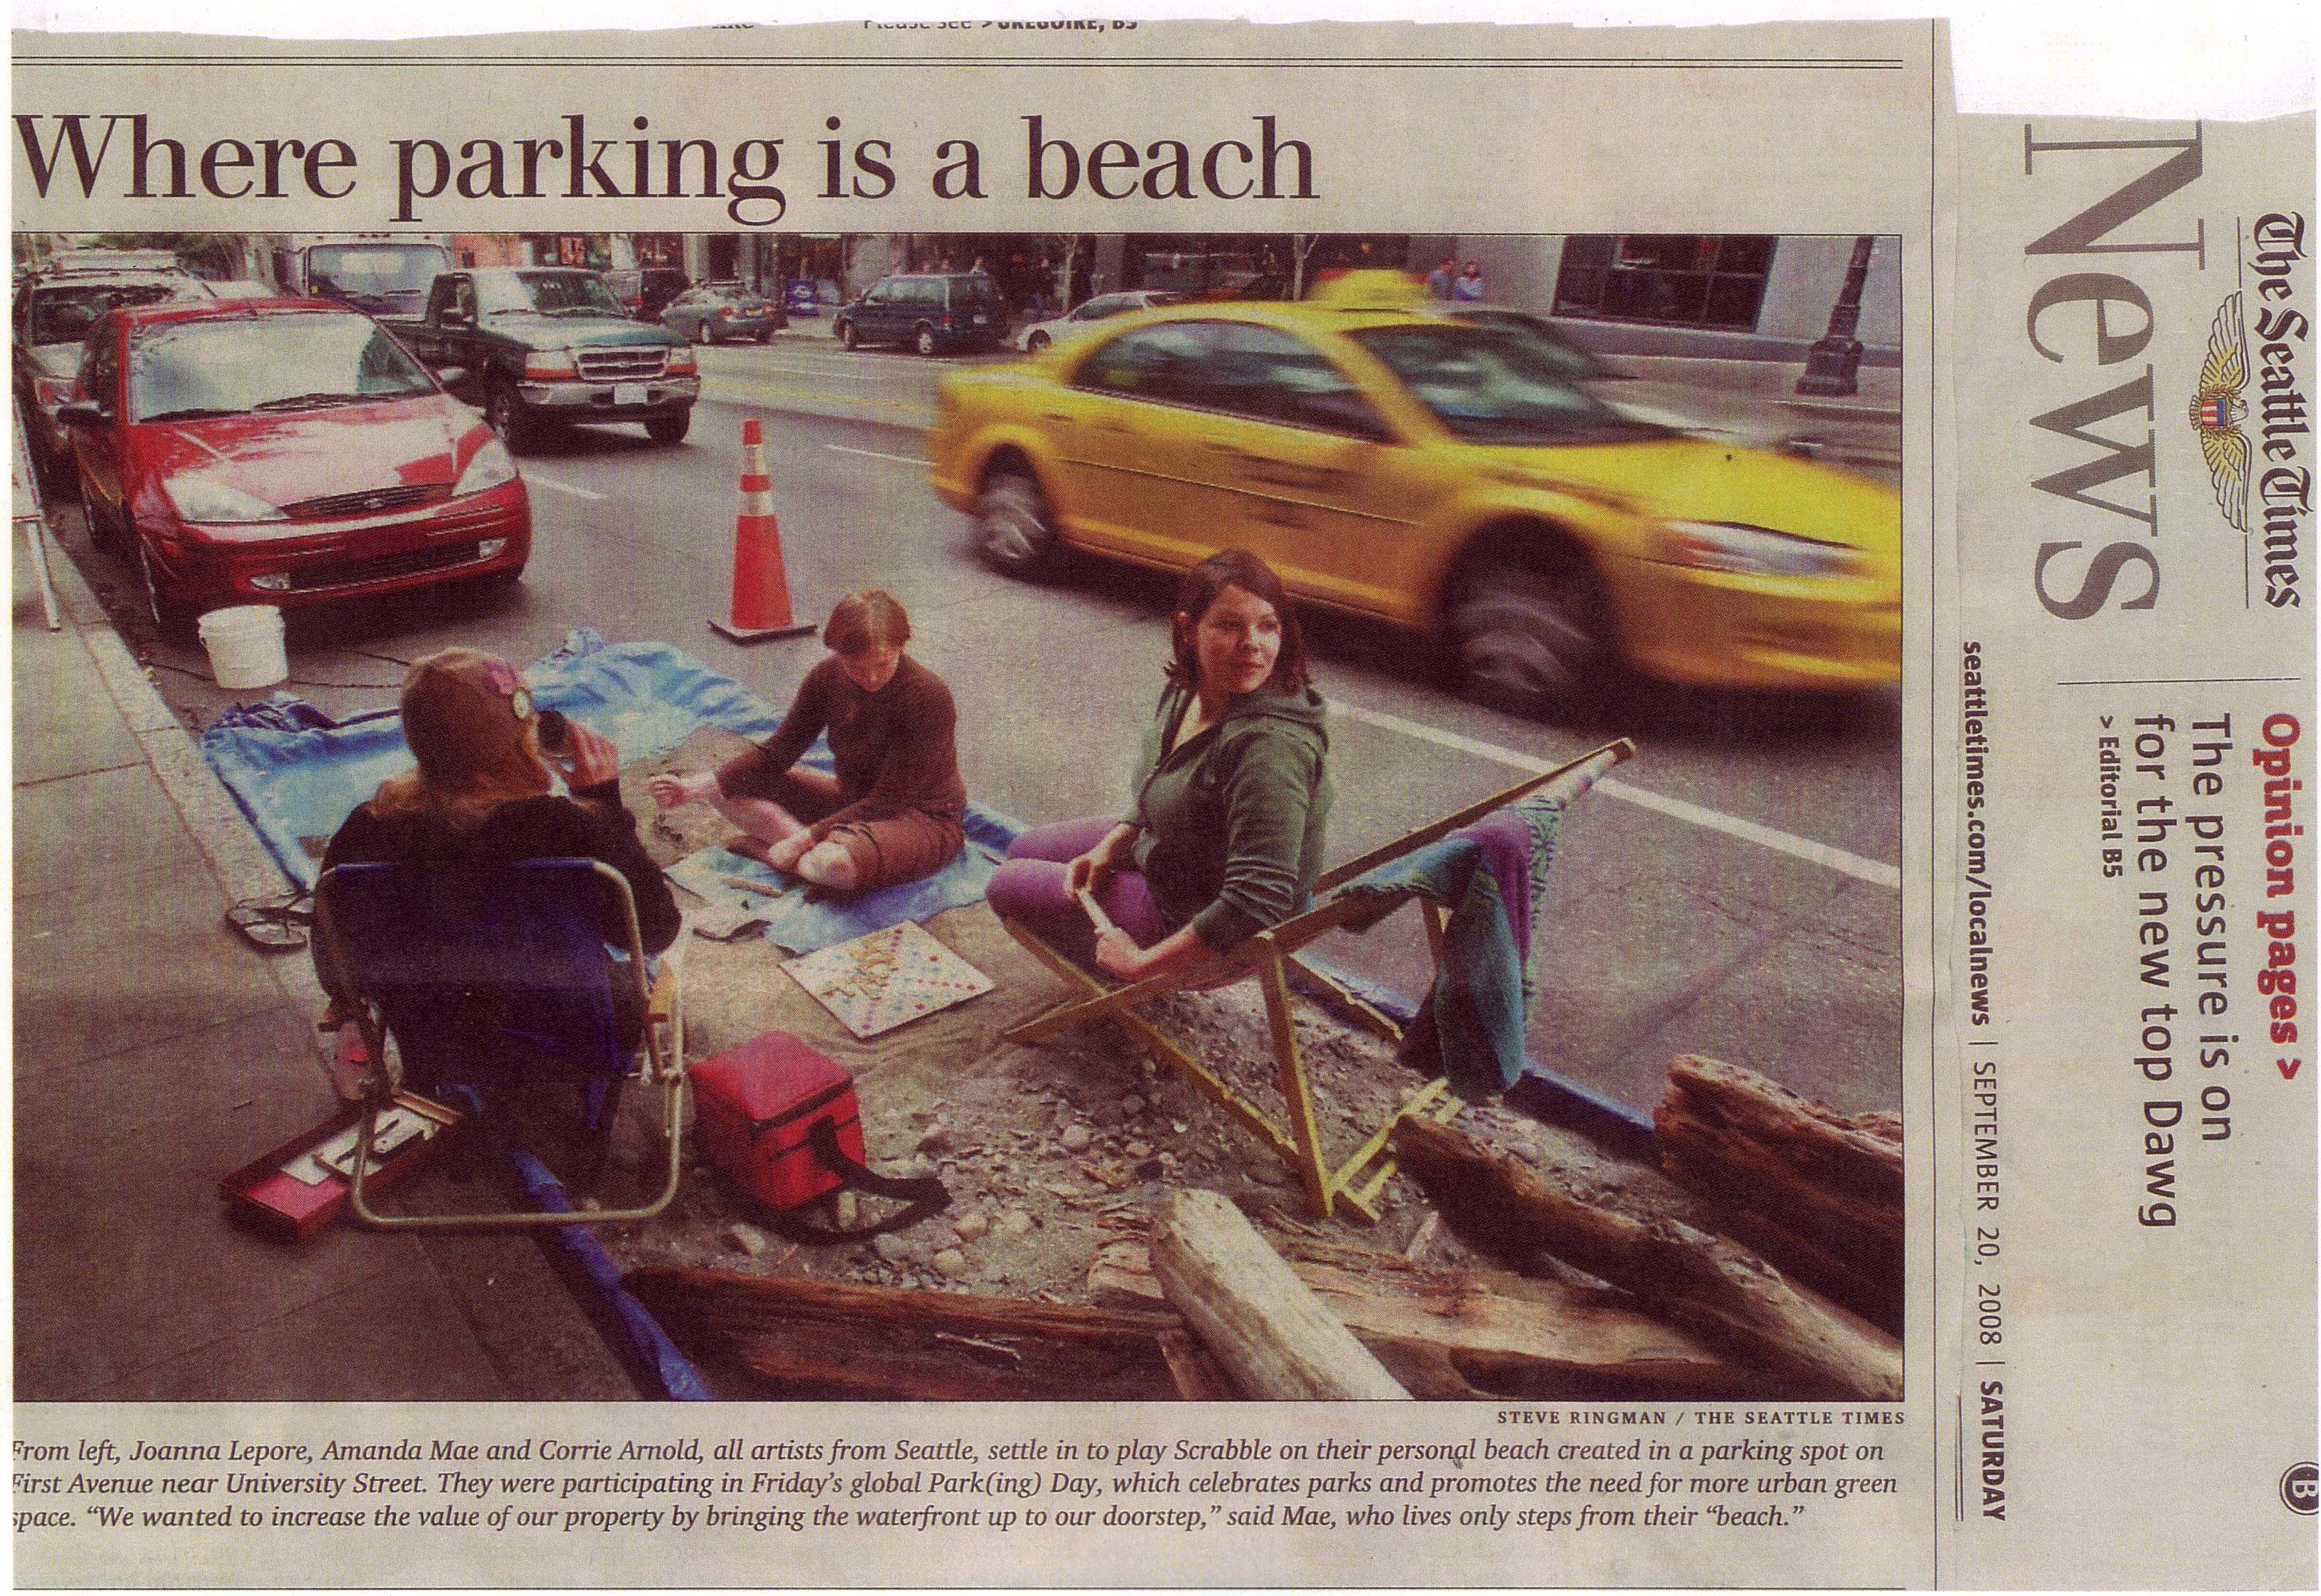 Please see > GREGOIRE, B5
Where parking is a beach
STEVE RINGMAN / THE SEATTLE TIMES
From left, Joanna Lepore, Amanda Mae and Corrie Arnold, all artists from Seattle, settle in to play Scrabble on their personal beach created in a parking spot on
First Avenue near University Street. They were participating in Friday’s global Park(ing) Day, which celebrates parks and promotes the need for more urban green
space. “We wanted to increase the value of our property by bringing the waterfront up to our doorstep,” said Mae, who lives only steps from their “beach.”
The Seattle Times
News
Opinion pages >
The pressure is on
for the new top Dawg
> Editorial B5
seattletimes.com/localnews | SEPTEMBER 20, 2008 | SATURDAY
B